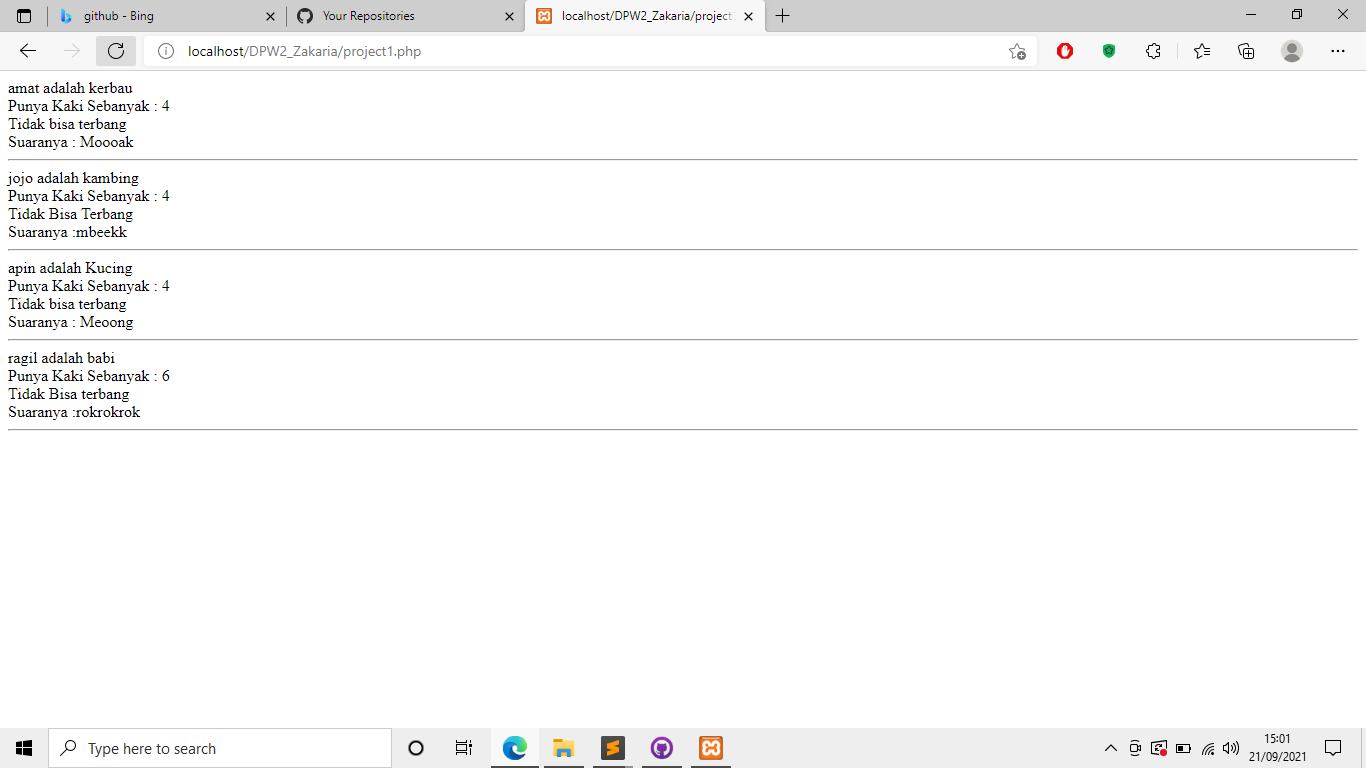 github - Bing
Your Repositories
localhost/DPW2_Zakaria/project
localhost/DPW2_Zakaria/project1.php
amat adalah kerbau
Punya Kaki Sebanyak : 4
Tidak bisa terbang
Suaranya : Moooak
jojo adalah kambing
Punya Kaki Sebanyak : 4
Tidak Bisa Terbang
Suaranya :mbeekk
apin adalah Kucing
Punya Kaki Sebanyak : 4
Tidak bisa terbang
Suaranya : Meoong
ragil adalah babi
Punya Kaki Sebanyak : 6
Tidak Bisa terbang
Suaranya :rokrokrok
Type here to search
15:01
21/09/2021